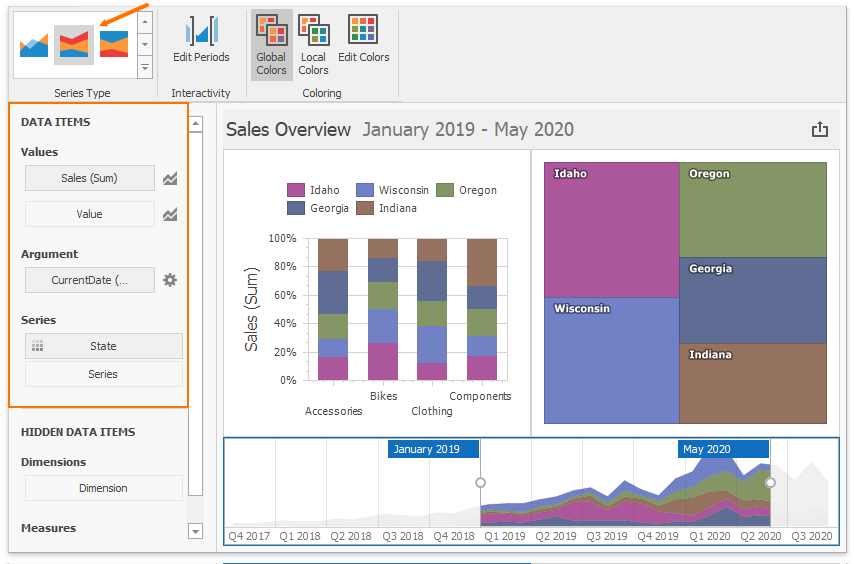 Edit Periods
Global Colors
Local Colors
Edit Colors
Series Type
Interactivity
Coloring
DATA ITEMS
Values
Sales (Sum)
Value
Argument
CurrentDate (...
Series
State
Series
HIDDEN DATA ITEMS
Dimensions
Dimension
Measures
Sales Overview January 2019 - May 2020
Idaho Wisconsin Oregon
Georgia Indiana
Sales (Sum)
100%
80%
60%
40%
20%
0%
Bikes Components
Accessories Clothing
Idaho
Oregon
Georgia
Wisconsin
Indiana
January 2019 May 2020
Q4 2017 Q1 2018 Q2 2018 Q3 2018 Q4 2018 Q1 2019 Q2 2019 Q3 2019 Q4 2019 Q1 2020 Q2 2020 Q3 2020